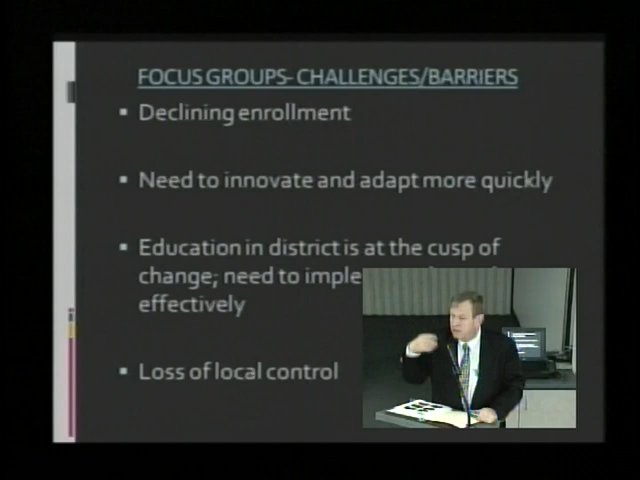 FOCUS GROUPS- CHALLENGES/BARRIERS
▪ Declining enrollment
▪ Need to innovate and adapt more quickly
▪ Education in district is at the cusp of
change; need to
effectively
▪ Loss of local control